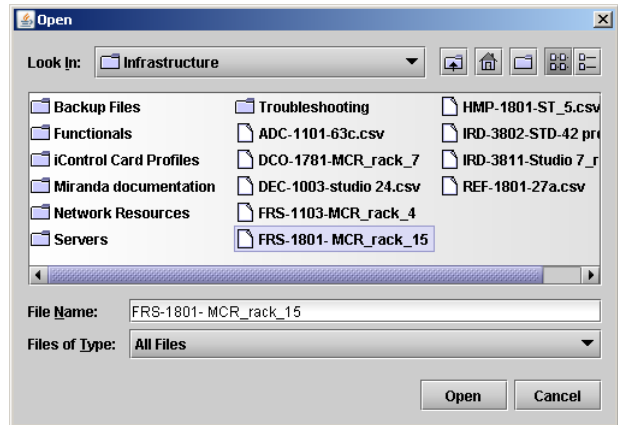 Open
Look In: Infrastructure
Backup Files
Functionals
iControl Card Profiles
Miranda documentation
Network Resources
Servers
Troubleshooting
ADC-1101-63c.csv
DCO-1781-MCR_rack_7
DEC-1003-studio 24.csv
FRS-1103-MCR_rack_4
FRS-1801- MCR_rack_15
HMP-1801-ST_5.csv
IRD-3802-STD-42 pr
IRD-3811-Studio 7_r
REF-1801-27a.csv
File Name: FRS-1801- MCR_rack_15
Files of Type: All Files
Open Cancel